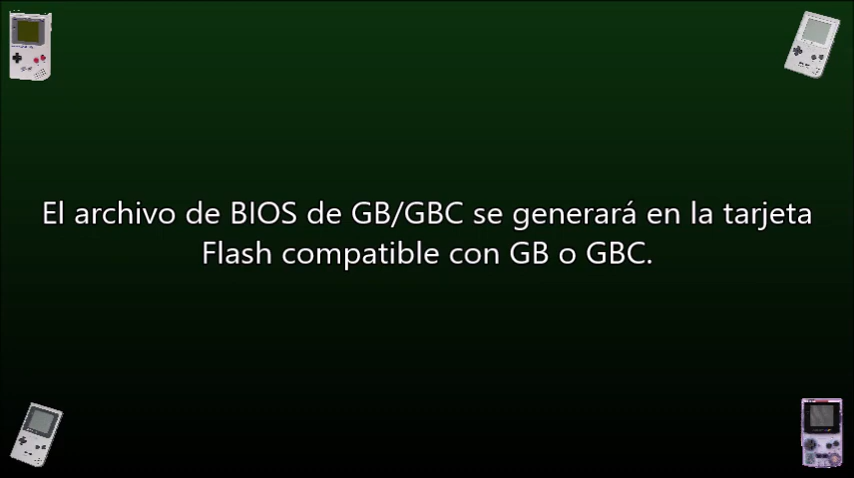 El archivo de BIOS de GB/GBC se generará en la tarjeta
Flash compatible con GB o GBC.